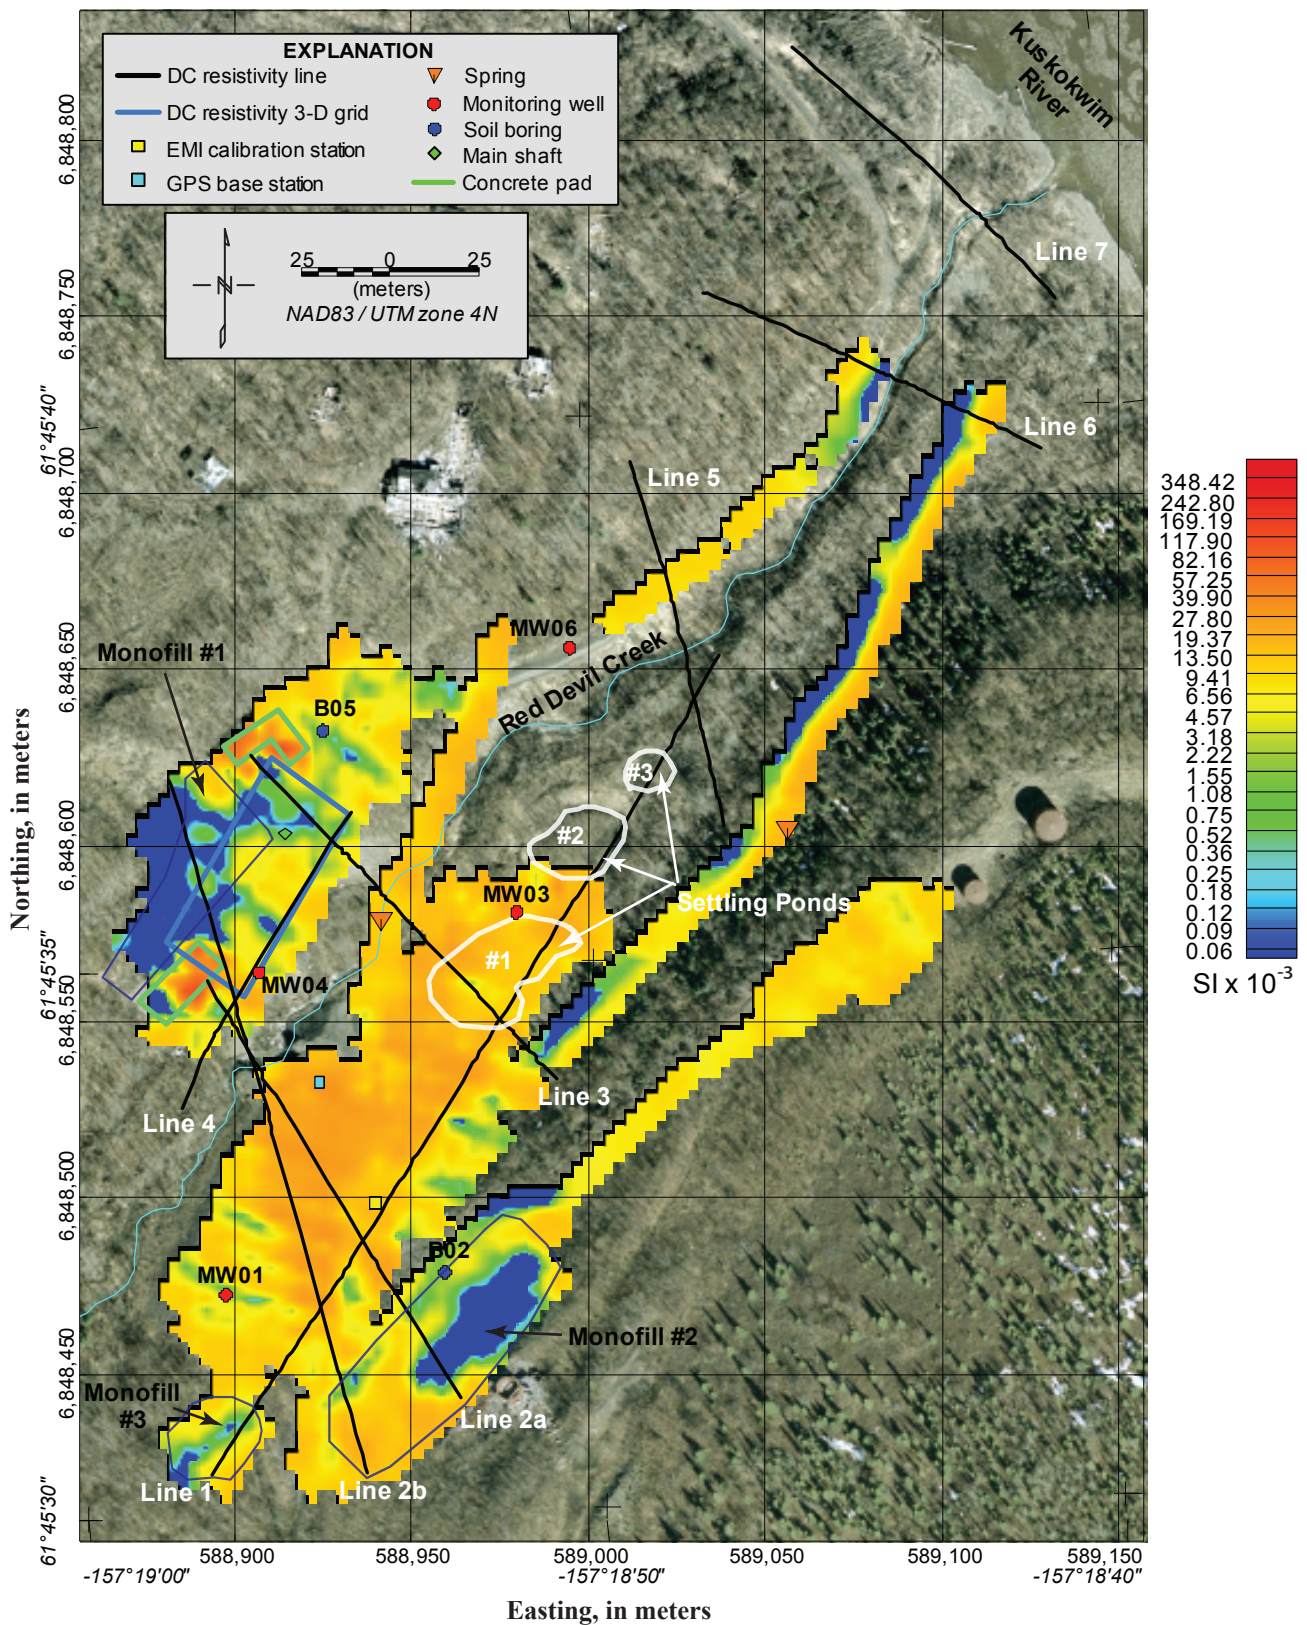 EXPLANATION
DC resistivity line
DC resistivity 3-D grid
EMI calibration station
GPS base station
Spring
Monitoring well
Soil boring
Main shaft
Concrete pad
25 0 25
(meters)
NAD83 / UTM zone 4N
N
Kuskokwim
River
Line 7
Line 6
Line 5
MW06
Red Devil Creek
Monofill #1
B05
#3
#2
MW03
Settling Ponds
#1
MW04
Line 3
Line 4
B02
MW01
Monofill #2
Monofill
#3
Line 2a
Line 1
Line 2b
6,848,800
6,848,750
61°45'40"
6,848,700
6,848,650
6,848,600
61°45'35"
6,848,550
6,848,500
6,848,450
61°45'30"
Northing, in meters
588,900
588,950
589,000
589,050
589,100
589,150
-157°19'00"
-157°18'50"
-157°18'40"
Easting, in meters
348.42
242.80
169.19
117.90
82.16
57.25
39.90
27.80
19.37
13.50
9.41
6.56
4.57
3.18
2.22
1.55
1.08
0.75
0.52
0.36
0.25
0.18
0.12
0.09
0.06
SI x 10⁻³